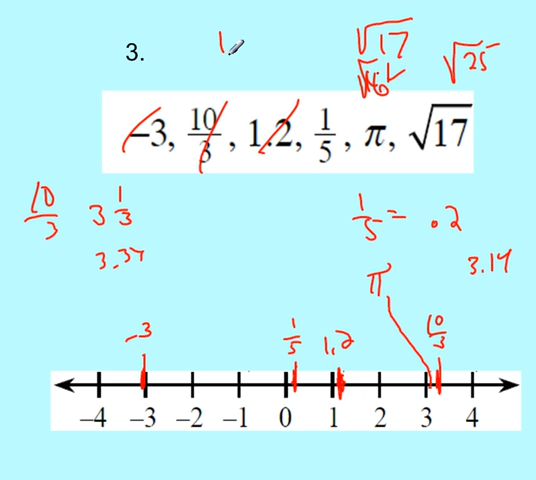 3.
√17
√16
√25
–3, 10/3, 1.2, 1/5, π, √17
10/3 3 1/3
1/5 = .2
3.34
3.14
π
–3 1/5 1.2 10/3
–4 –3 –2 –1 0 1 2 3 4